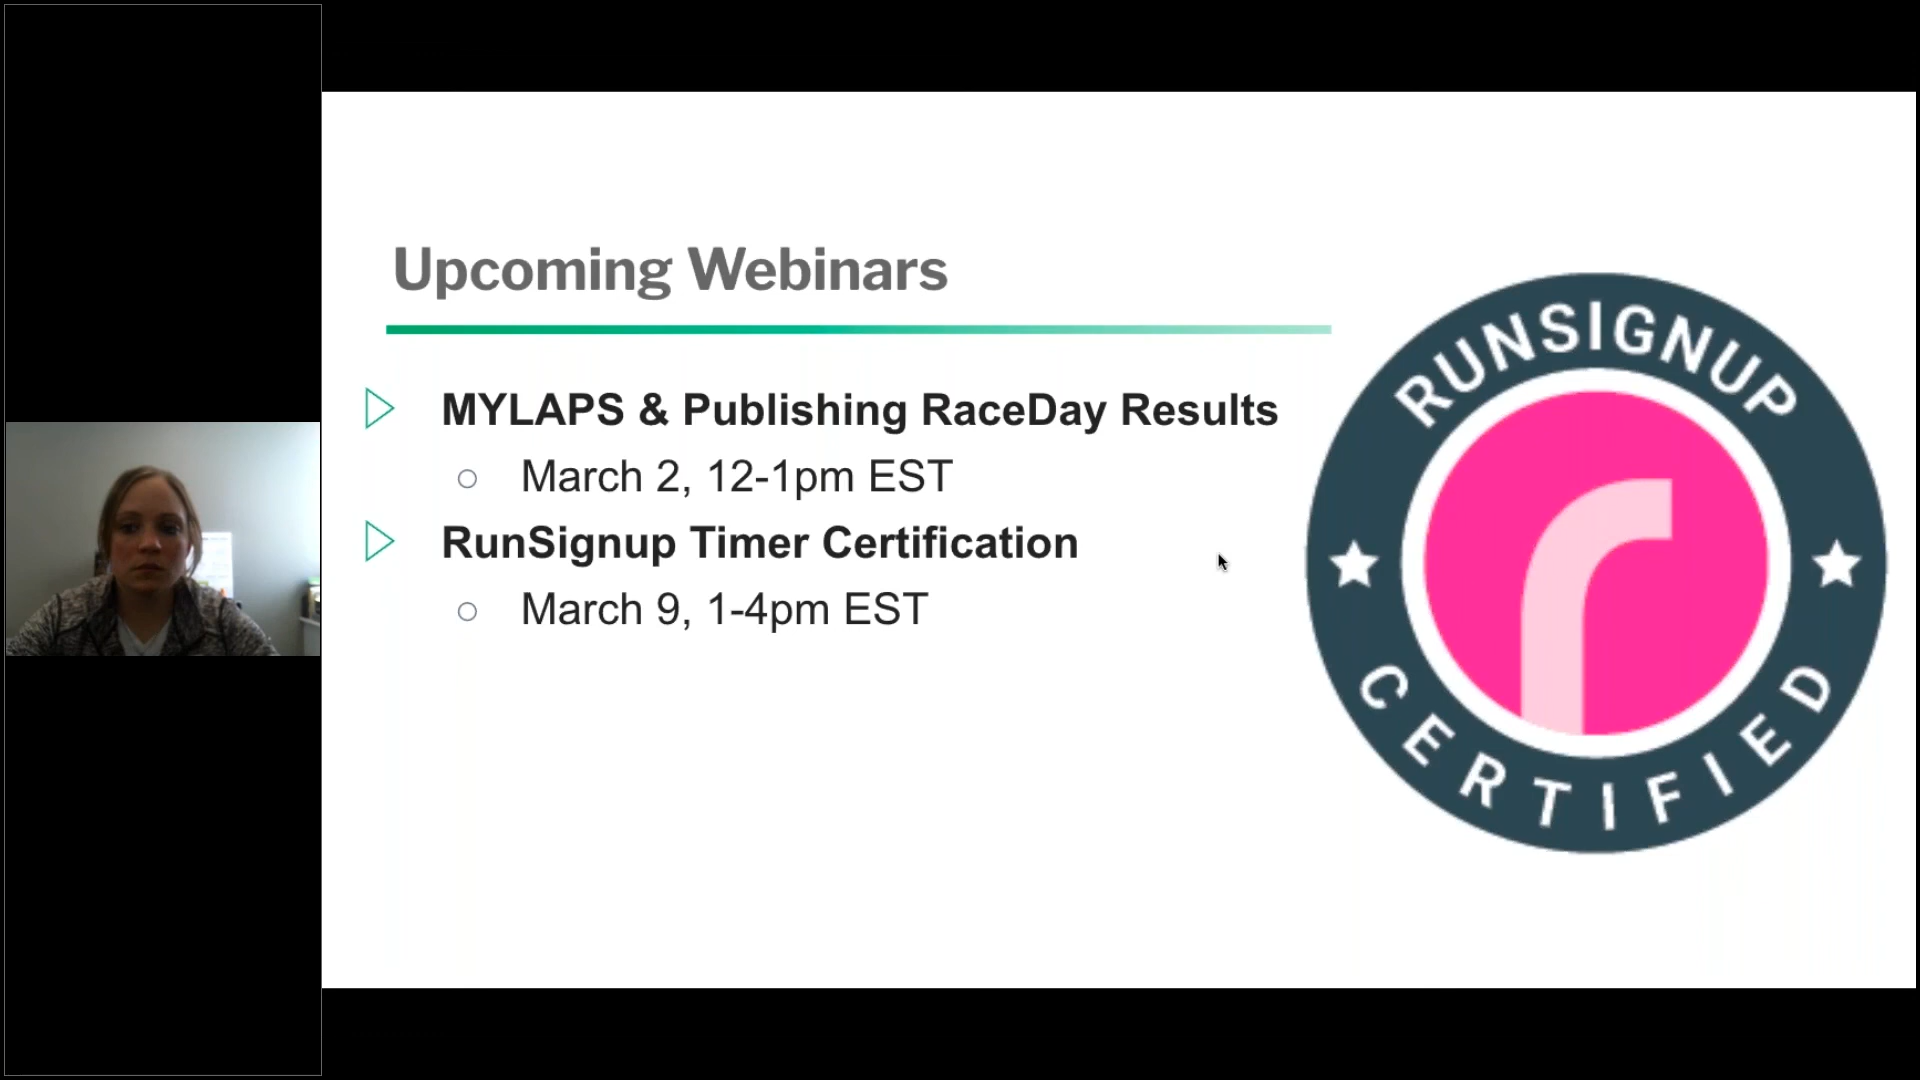 Upcoming Webinars
MYLAPS & Publishing RaceDay Results
March 2, 12-1pm EST
RunSignup Timer Certification
March 9, 1-4pm EST
RUNSIGNUP
CERTIFIED